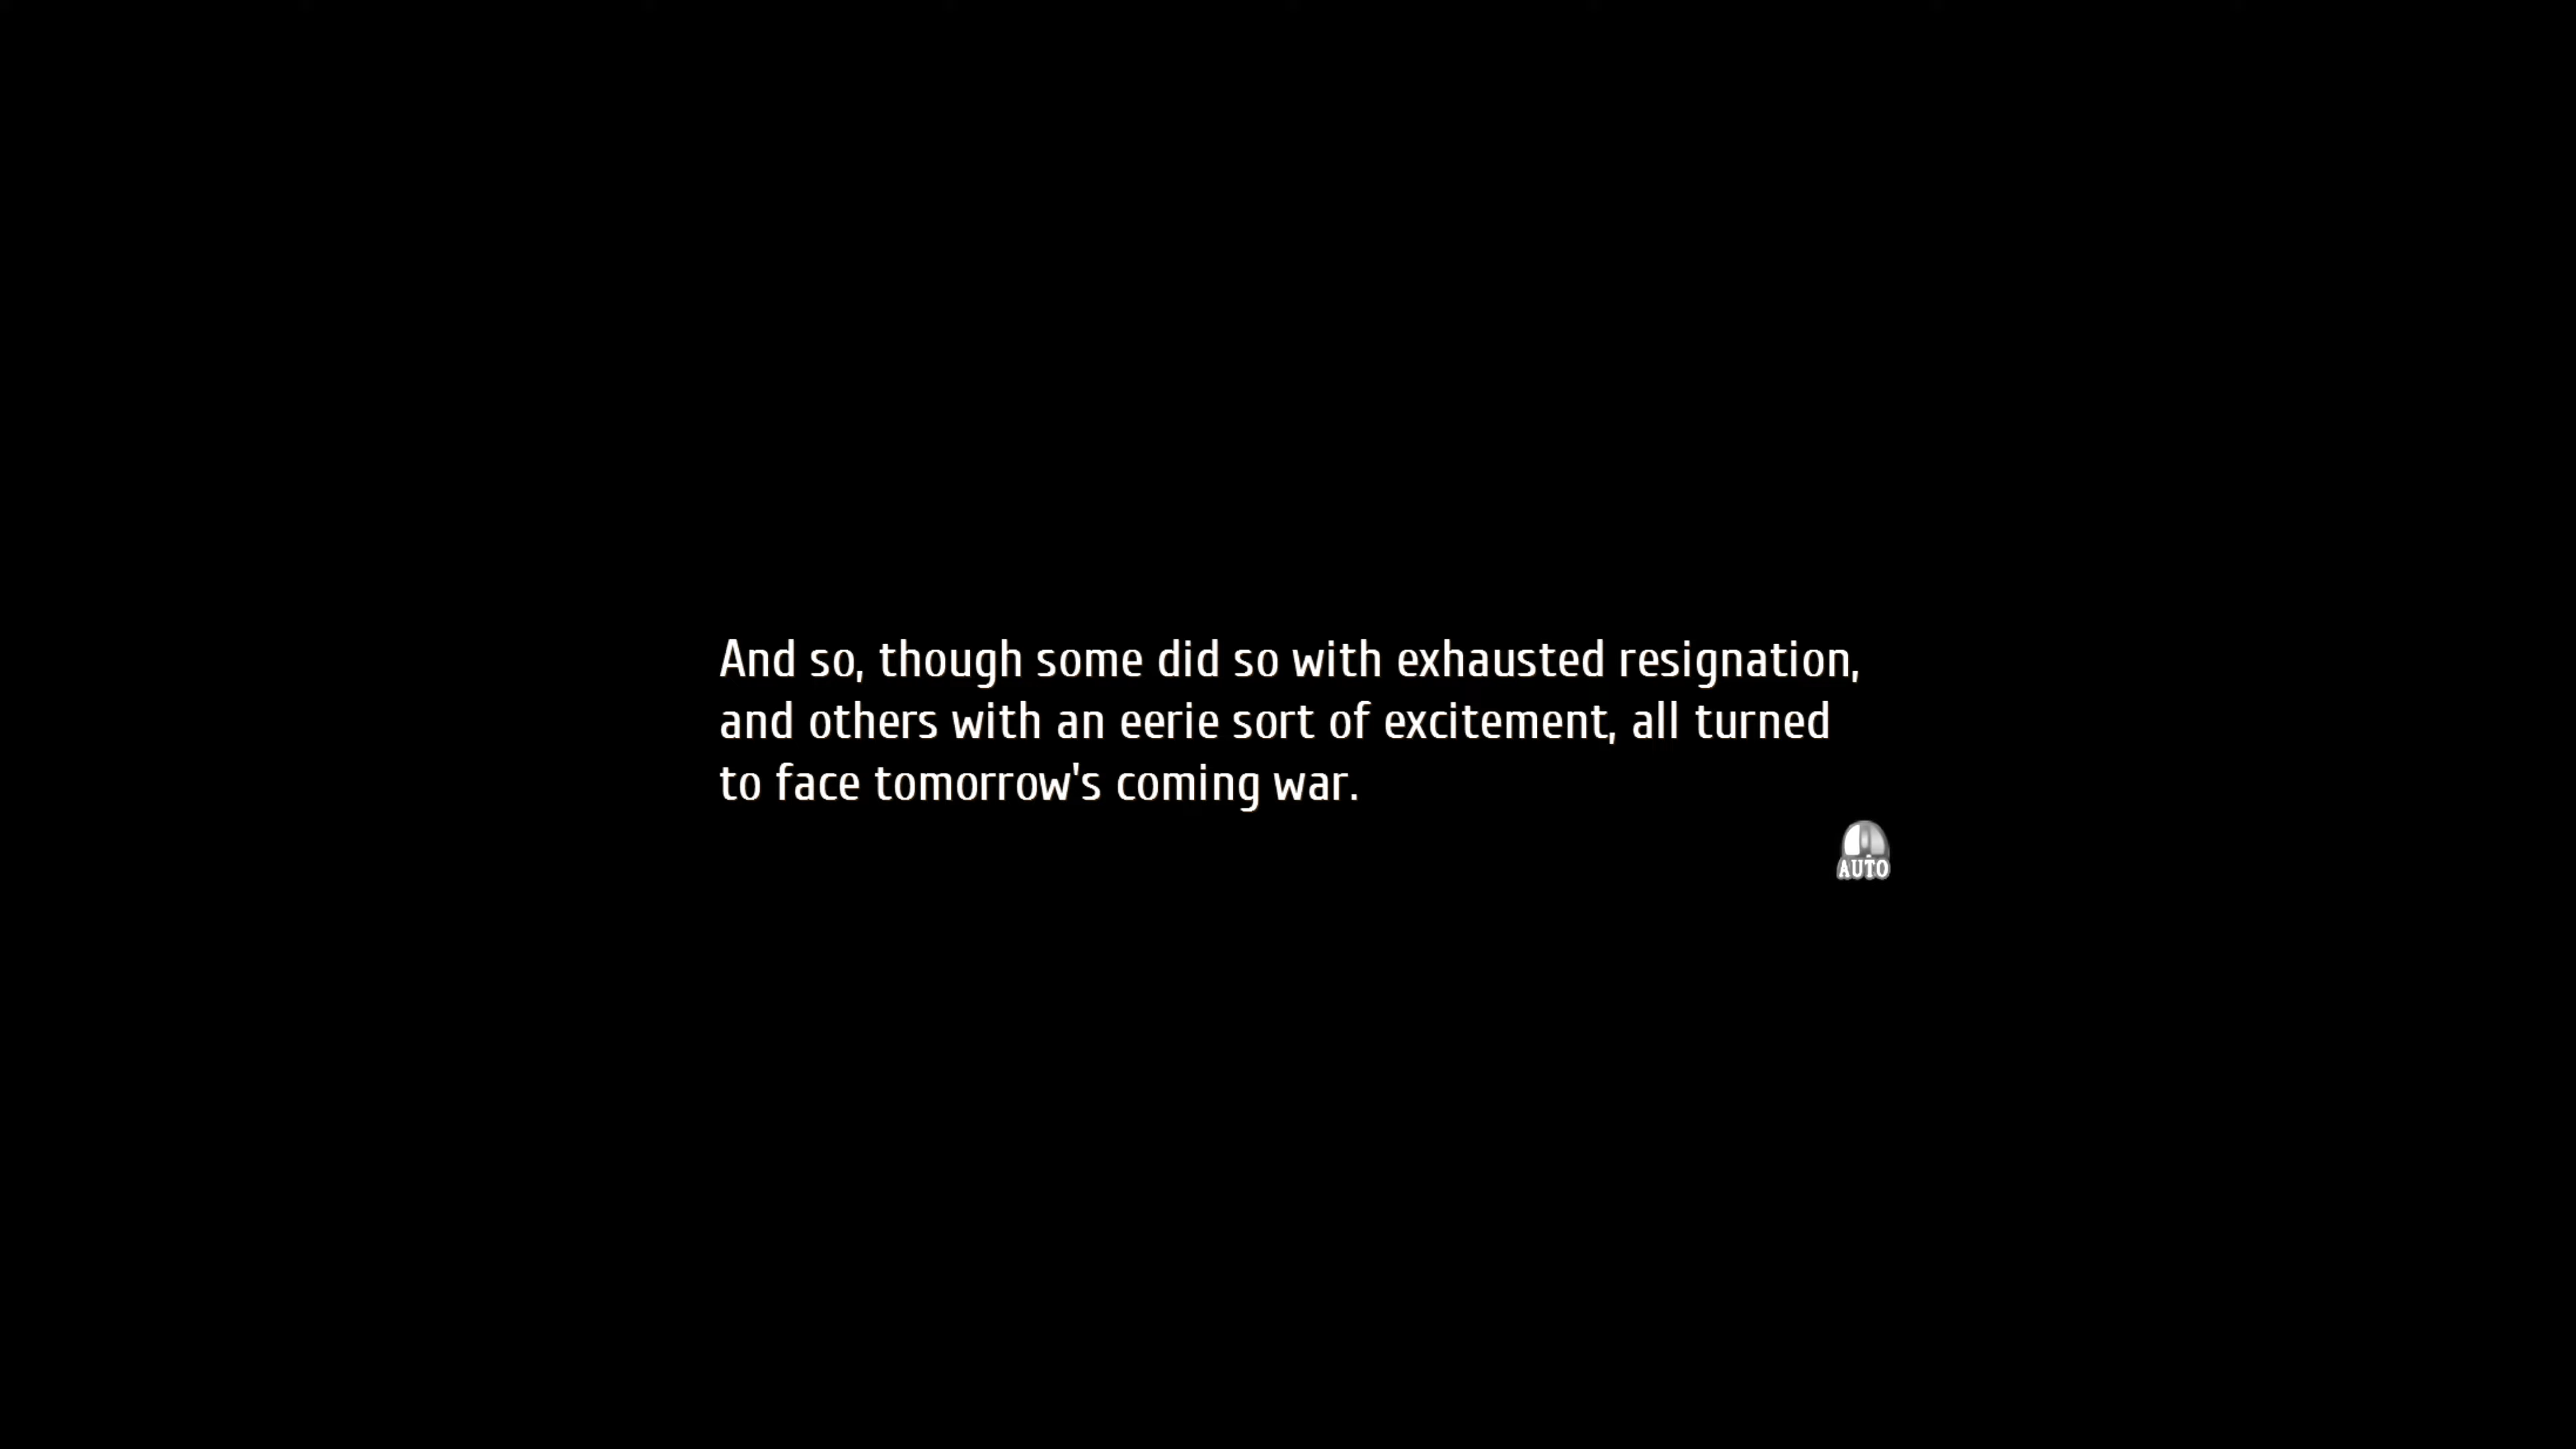 And so, though some did so with exhausted resignation,
and others with an eerie sort of excitement, all turned
to face tomorrow's coming war.
AUTO